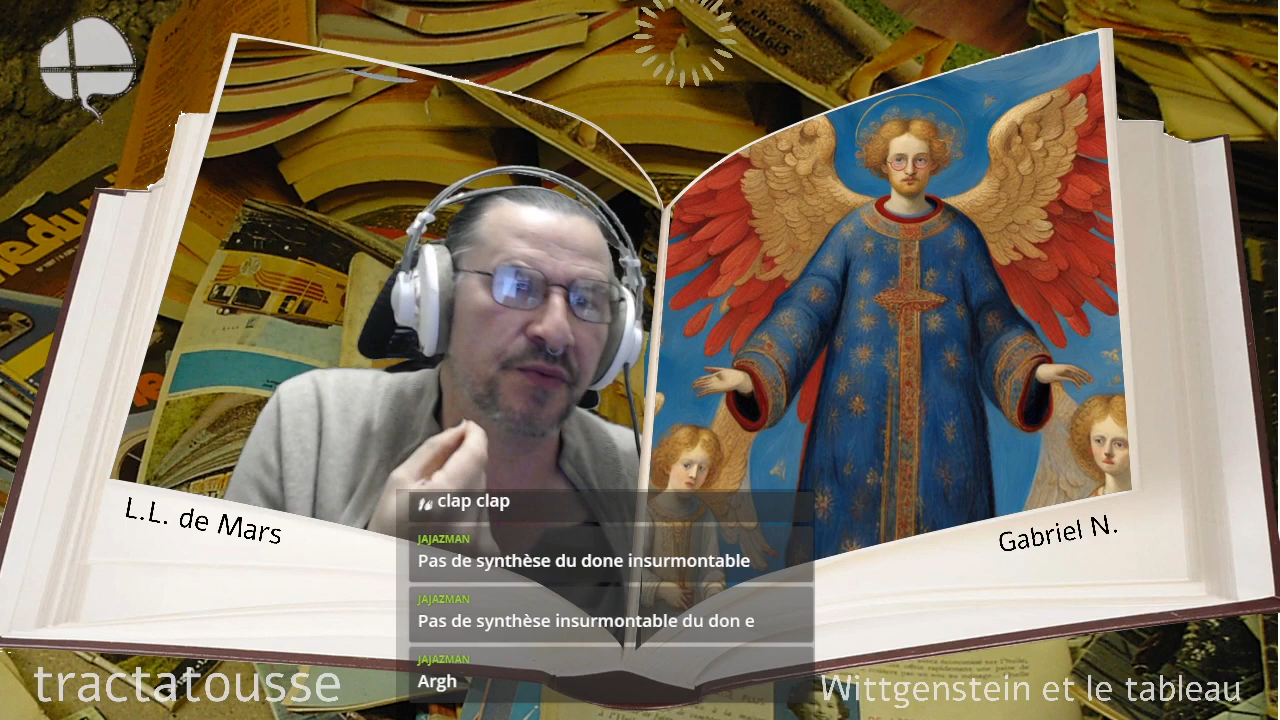 L.L. de Mars
Gabriel N.
clap clap
JAJAZMAN
Pas de synthèse du done insurmontable
JAJAZMAN
Pas de synthèse insurmontable du don e
JAJAZMAN
Argh
tractatousse
Wittgenstein et le tableau